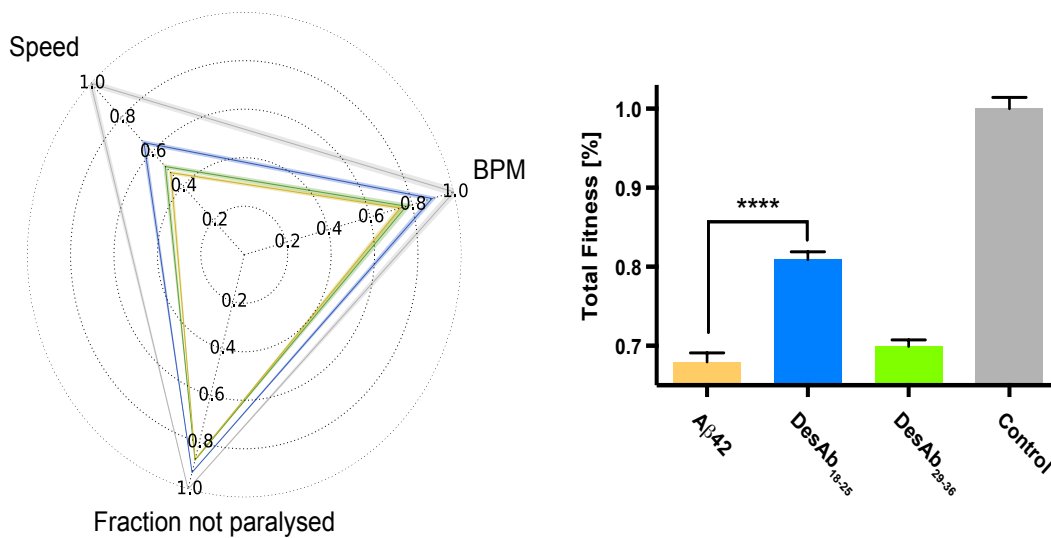 Speed
1.0
0.8
0.6
0.4
0.2
BPM
1.0
0.8
0.6
0.4
0.2
0.2
0.4
0.6
0.8
1.0
Fraction not paralysed
Total Fitness [%]
1.0
0.9
0.8
0.7
****
Aβ42
DesAb18-25
DesAb29-36
Control